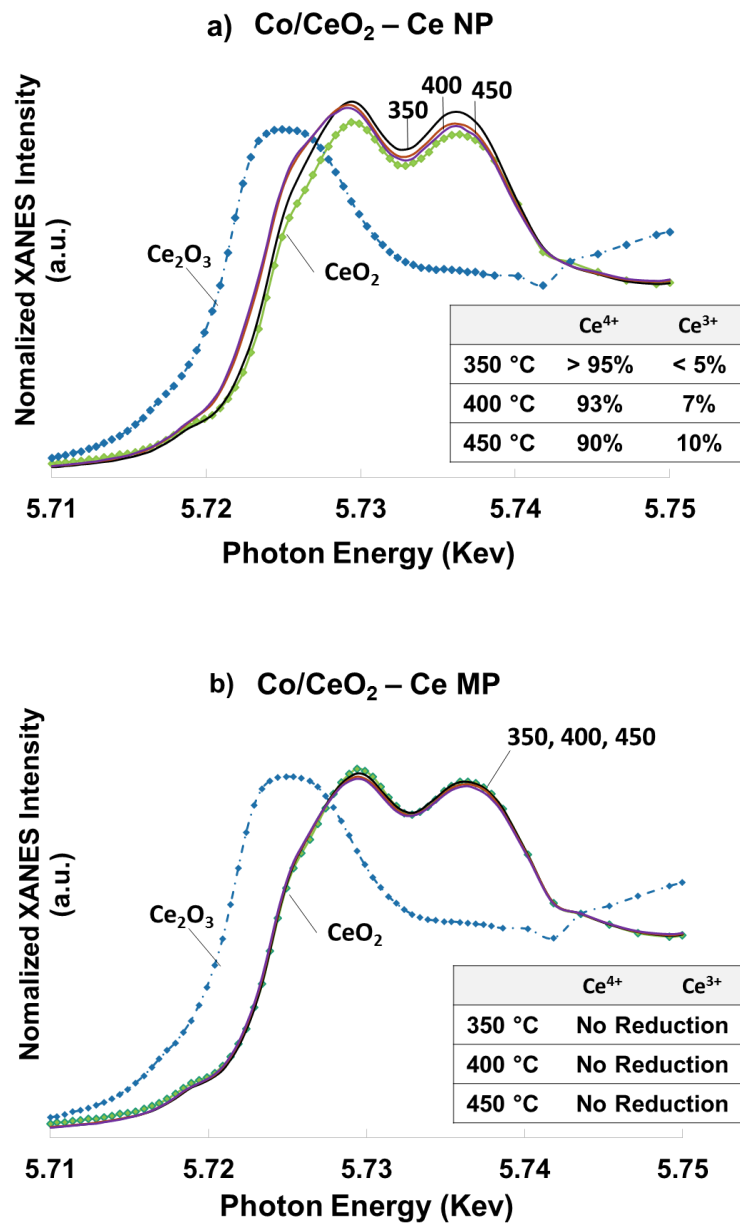 a) Co/CeO₂ – Ce NP
Nomalized XANES Intensity
(a.u.)
350
400
450
Ce₂O₃
CeO₂
Ce⁴⁺ Ce³⁺
350 °C > 95% < 5%
400 °C 93% 7%
450 °C 90% 10%
5.71 5.72 5.73 5.74 5.75
Photon Energy (Kev)
b) Co/CeO₂ – Ce MP
Nomalized XANES Intensity
(a.u.)
350, 400, 450
Ce₂O₃
CeO₂
Ce⁴⁺ Ce³⁺
350 °C No Reduction
400 °C No Reduction
450 °C No Reduction
5.71 5.72 5.73 5.74 5.75
Photon Energy (Kev)